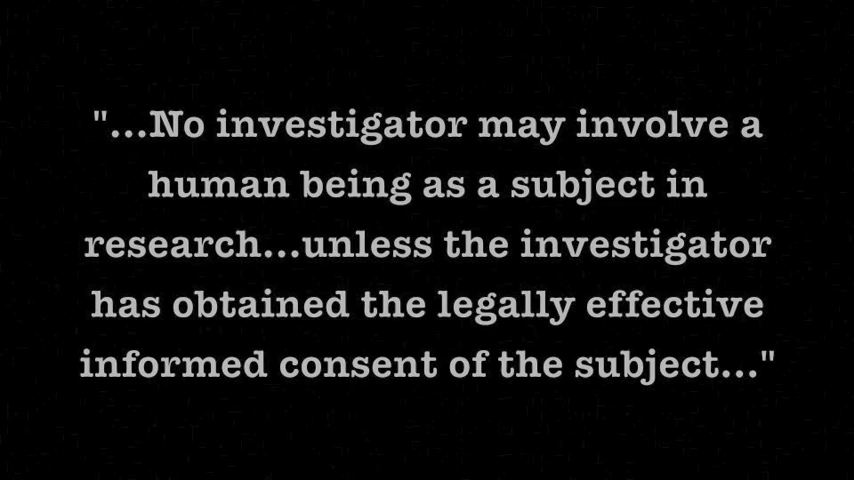 "...No investigator may involve a
human being as a subject in
research...unless the investigator
has obtained the legally effective
informed consent of the subject..."